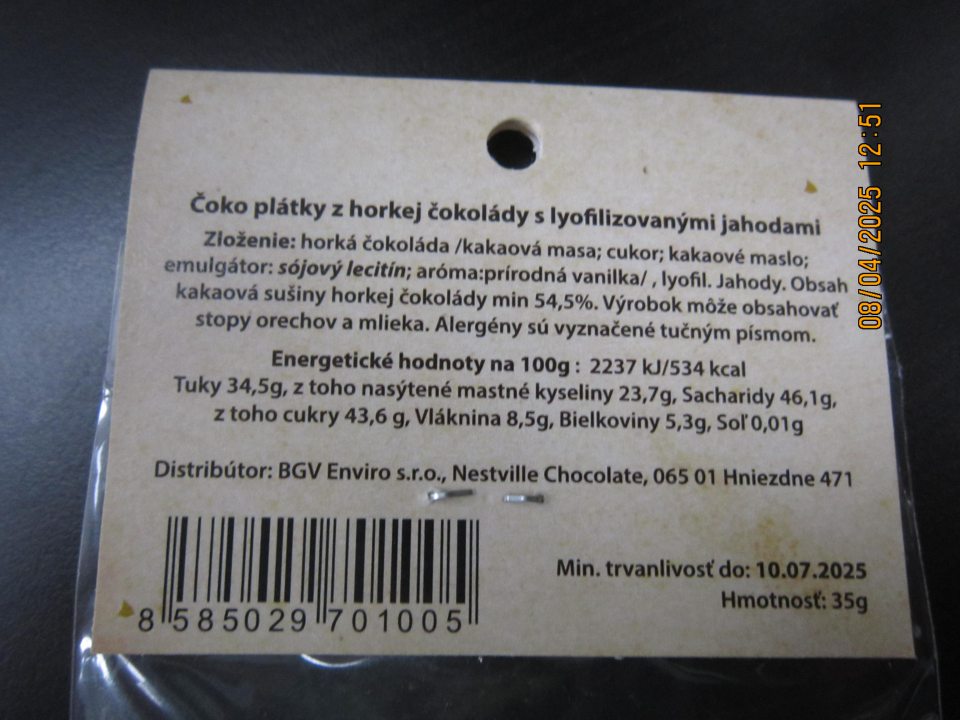 Čoko plátky z horkej čokolády s lyofilizovanými jahodami
Zloženie: horká čokoláda /kakaová masa; cukor; kakaové maslo;
emulgátor: sójový lecitín; aróma:prírodná vanilka/ , lyofil. Jahody. Obsah
kakaová sušiny horkej čokolády min 54,5%. Výrobok môže obsahovať
stopy orechov a mlieka. Alergény sú vyznačené tučným písmom.
Energetické hodnoty na 100g : 2237 kJ/534 kcal
Tuky 34,5g, z toho nasýtené mastné kyseliny 23,7g, Sacharidy 46,1g,
z toho cukry 43,6 g, Vláknina 8,5g, Bielkoviny 5,3g, Soľ 0,01g
Distribútor: BGV Enviro s.r.o., Nestville Chocolate, 065 01 Hniezdne 471
Min. trvanlivosť do: 10.07.2025
Hmotnosť: 35g
8 585029 701005
08/04/2025 12:51